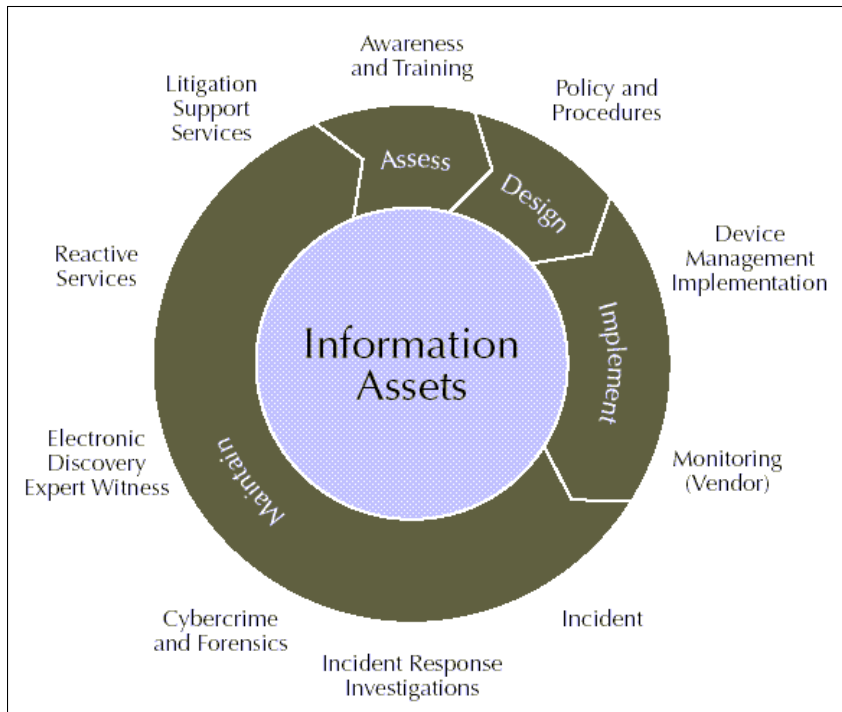 Awareness
and Training
Policy and
Procedures
Device
Management
Implementation
Monitoring
(Vendor)
Incident
Incident Response
Investigations
Cybercrime
and Forensics
Electronic
Discovery
Expert Witness
Reactive
Services
Litigation
Support
Services
Assess
Design
Implement
Maintain
Information
Assets